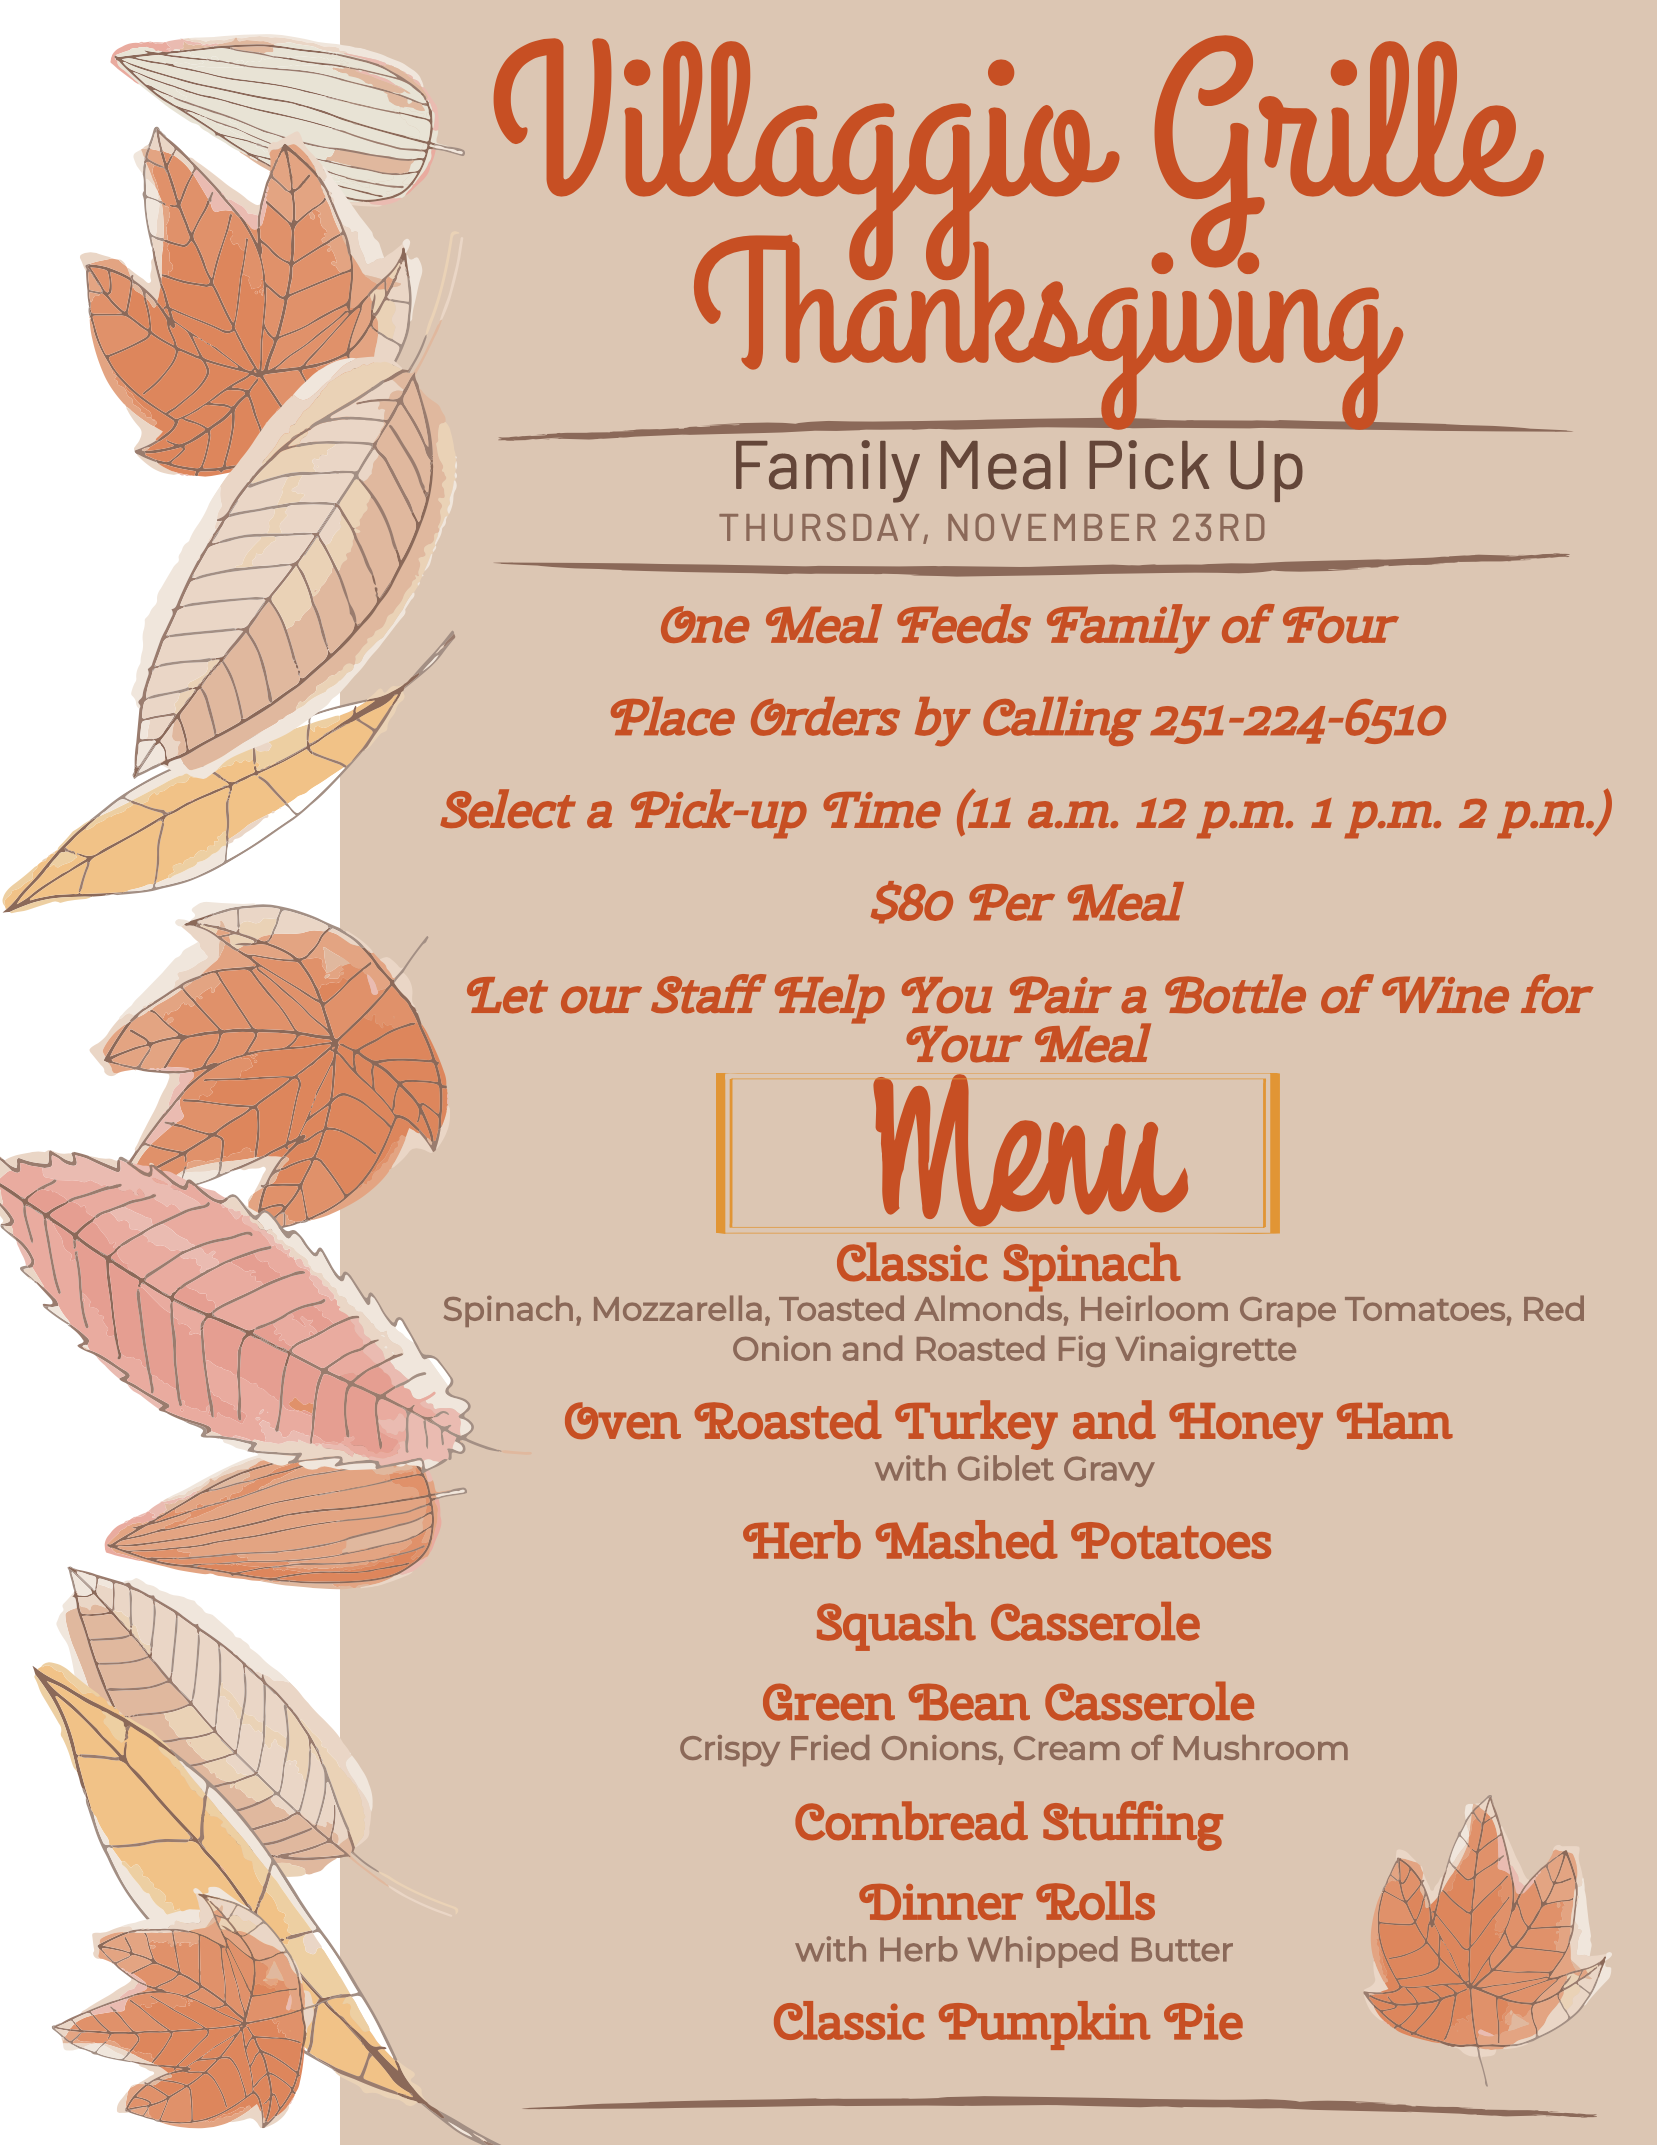 Villaggio Grille
Thanksgiving
Family Meal Pick Up
THURSDAY, NOVEMBER 23RD
One Meal Feeds Family of Four
Place Orders by Calling 251-224-6510
Select a Pick-up Time (11 a.m. 12 p.m. 1 p.m. 2 p.m.)
$80 Per Meal
Let our Staff Help You Pair a Bottle of Wine for
Your Meal
Menu
Classic Spinach
Spinach, Mozzarella, Toasted Almonds, Heirloom Grape Tomatoes, Red
Onion and Roasted Fig Vinaigrette
Oven Roasted Turkey and Honey Ham
with Giblet Gravy
Herb Mashed Potatoes
Squash Casserole
Green Bean Casserole
Crispy Fried Onions, Cream of Mushroom
Cornbread Stuffing
Dinner Rolls
with Herb Whipped Butter
Classic Pumpkin Pie